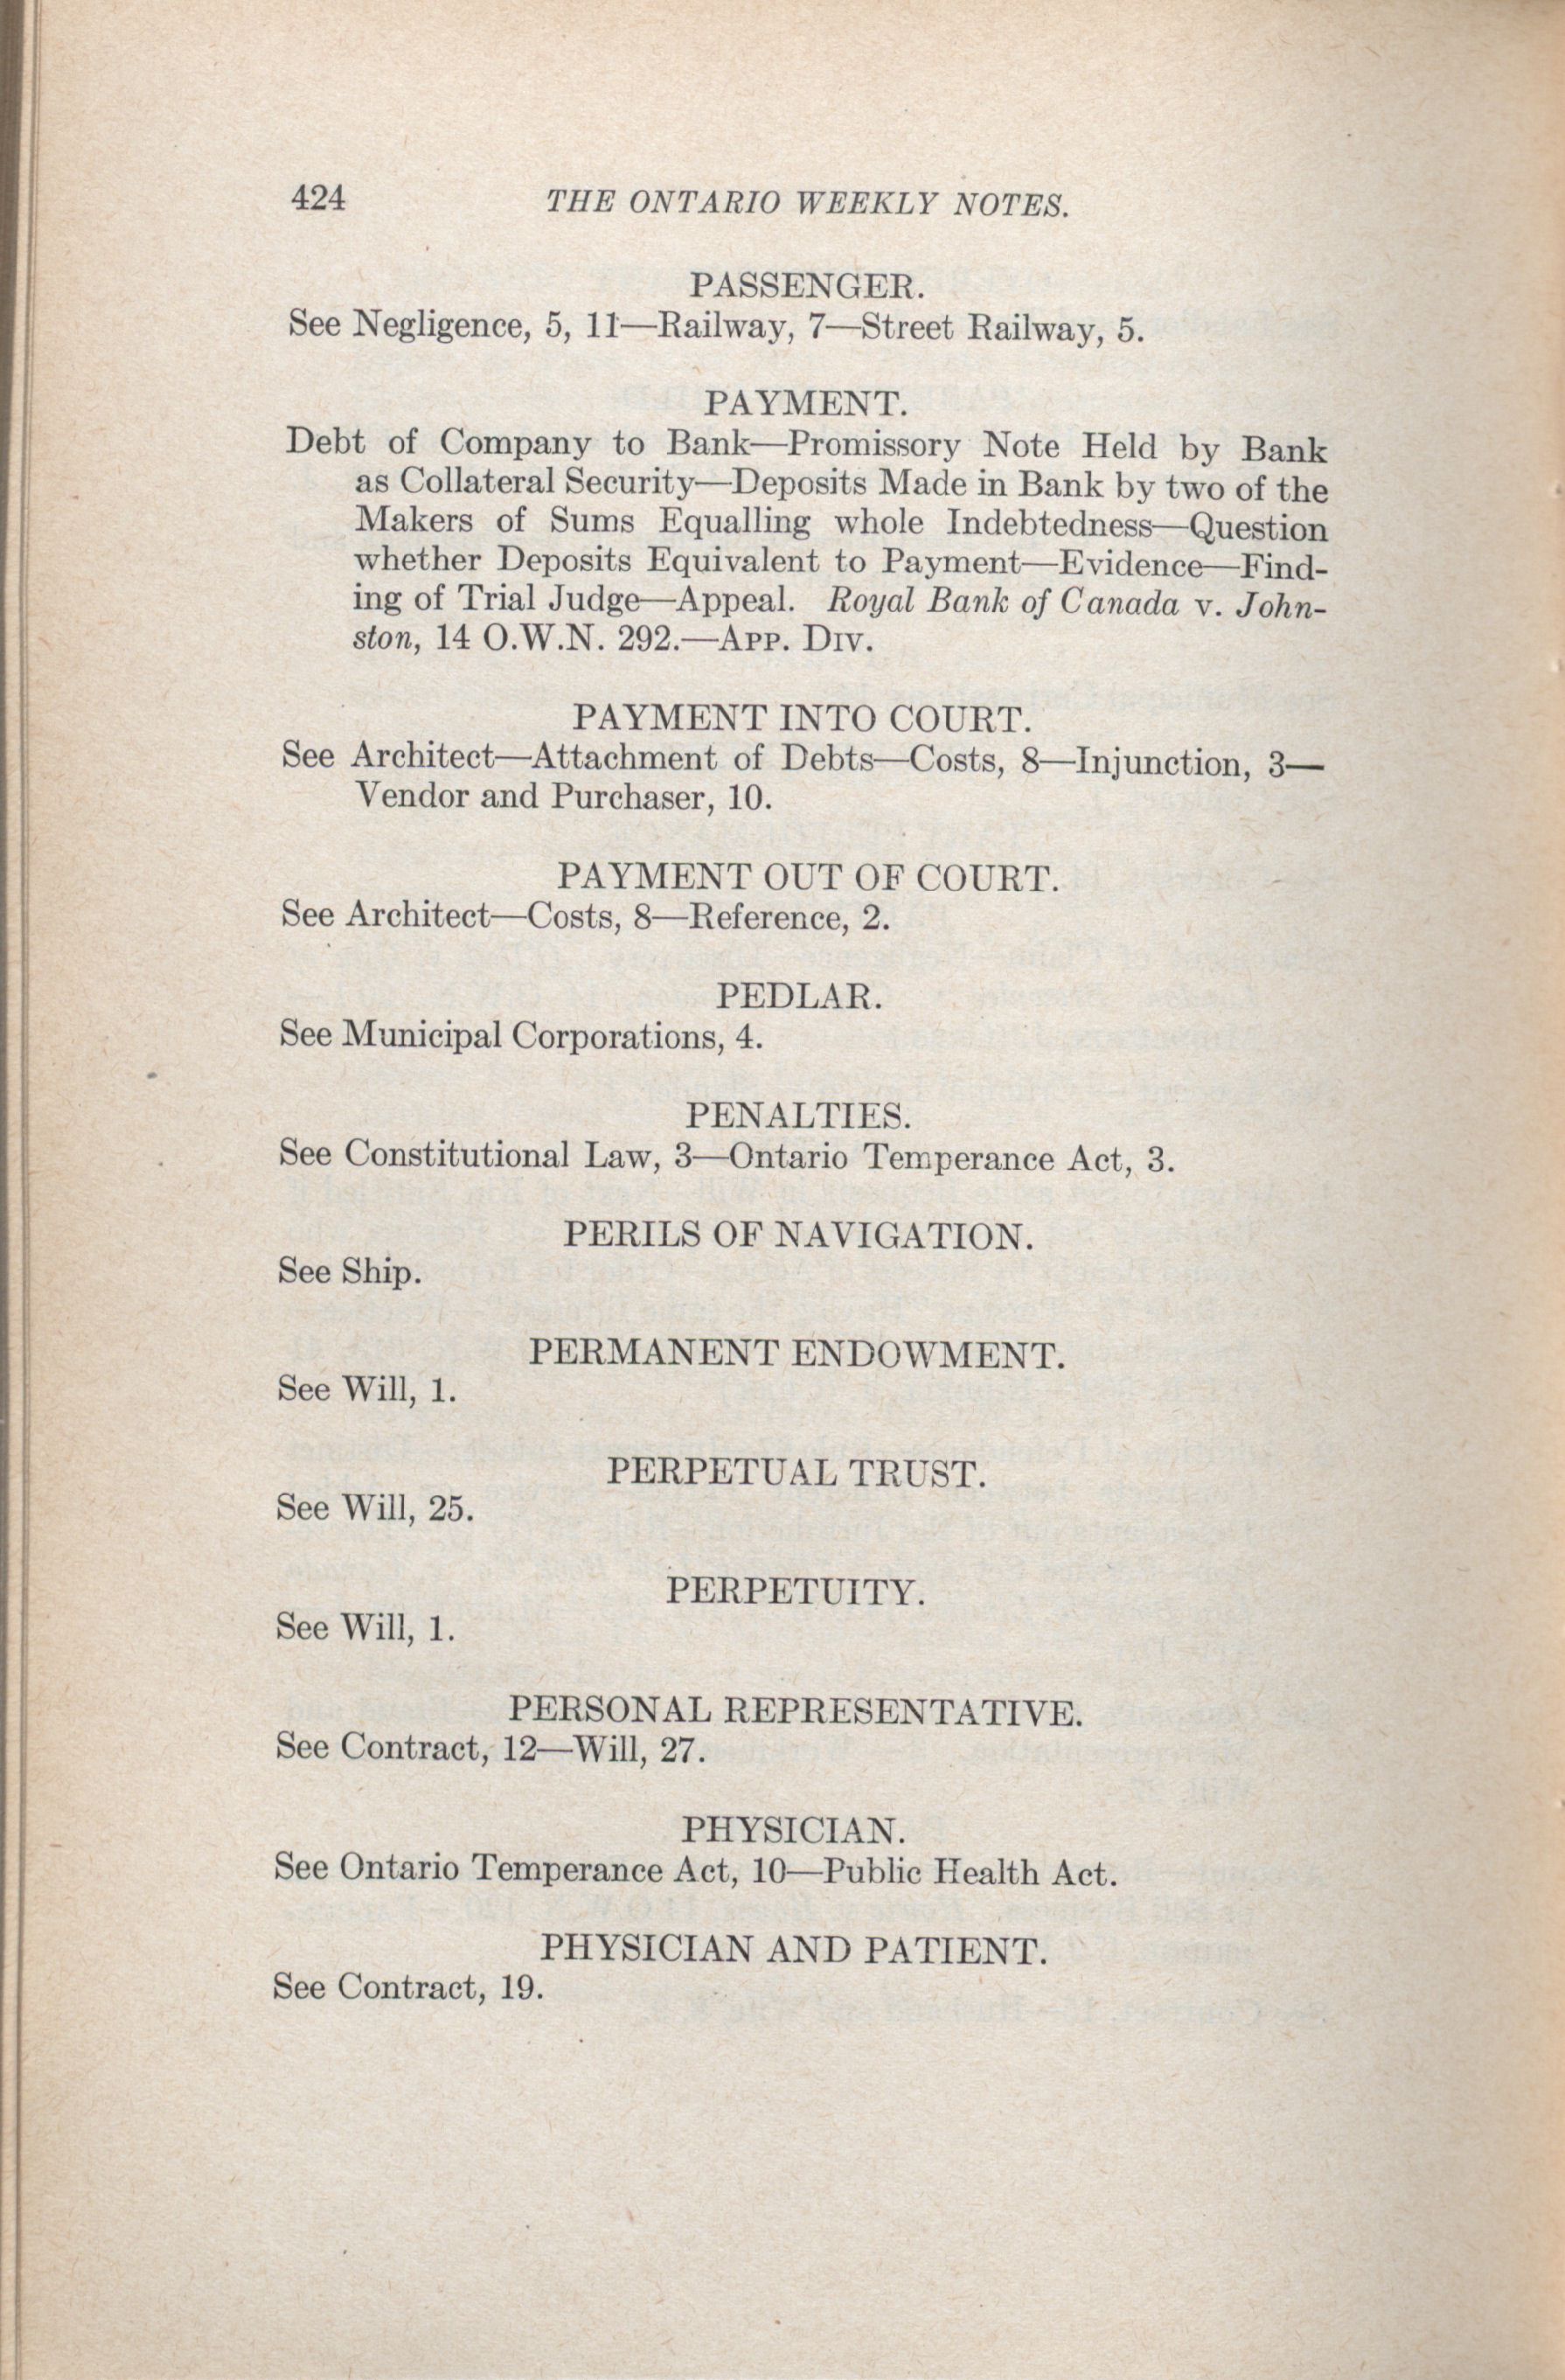 424 THE ONTARIO WEEKLY NOTES.
PASSENGER.
See Negligence, 5, 11—Railway, 7—Street Railway, 5.
PAYMENT.
Debt of Company to Bank—Promissory Note Held by Bank
as Collateral Security—Deposits Made in Bank by two of the
Makers of Sums Equalling whole Indebtedness—Question
whether Deposits Equivalent to Payment—Evidence—Find-
ing of Trial Judge—Appeal. Royal Bank of Canada v. John-
ston, 14 O.W.N. 292.—App. Div.
PAYMENT INTO COURT.
See Architect—Attachment of Debts—Costs, 8—Injunction, 3—
Vendor and Purchaser, 10.
PAYMENT OUT OF COURT.
See Architect—Costs, 8—Reference, 2.
PEDLAR.
See Municipal Corporations, 4.
PENALTIES.
See Constitutional Law, 3—Ontario Temperance Act, 3.
PERILS OF NAVIGATION.
See Ship.
PERMANENT ENDOWMENT.
See Will, 1.
PERPETUAL TRUST.
See Will, 25.
PERPETUITY.
See Will, 1.
PERSONAL REPRESENTATIVE.
See Contract, 12—Will, 27.
PHYSICIAN.
See Ontario Temperance Act, 10—Public Health Act.
PHYSICIAN AND PATIENT.
See Contract, 19.